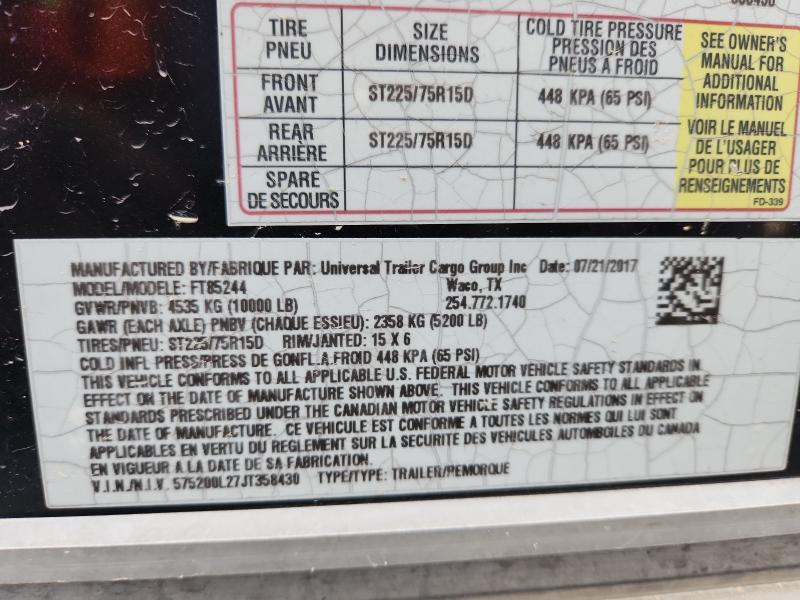 TIRE PNEU SIZE DIMENSIONS COLD TIRE PRESSURE PRESSION DES PNEUS A FROID
FRONT AVANT ST225/75R15D 448 KPA (65 PSI)
REAR ARRIÈRE ST225/75R15D 448 KPA (65 PSI)
SPARE DE SECOURS
SEE OWNER'S
MANUAL FOR
ADDITIONAL
INFORMATION
VOIR LE MANUEL
DE L'USAGER
POUR PLUS DE
RENSEIGNEMENTS
FD-339
MANUFACTURED BY/FABRIQUE PAR: Universal Trailer Cargo Group Inc Date: 07/21/2017
MODEL/MODELE: FT85244 Waco, TX
GVWR/PNVB: 4535 KG (10000 LB) 254.772.1740
GAWR (EACH AXLE) PNBV (CHAQUE ESSIEU): 2358 KG (5200 LB)
TIRES/PNEU: ST225/75R15D RIM/JANTED: 15 X 6
COLD INFL PRESS/PRESS DE GONFL.A.FROID 448 KPA (65 PSI)
THIS VEHICLE CONFORMS TO ALL APPLICABLE U.S. FEDERAL MOTOR VEHICLE SAFETY STANDARDS IN
EFFECT ON THE DATE OF MANUFACTURE SHOWN ABOVE. THIS VEHICLE CONFORMS TO ALL APPLICABLE
STANDARDS PRESCRIBED UNDER THE CANADIAN MOTOR VEHICLE SAFETY REGULATIONS IN EFFECT ON
THE DATE OF MANUFACTURE. CE VEHICULE EST CONFORME A TOUTES LES NORMES QUI LUI SONT
APPLICABLES EN VERTU DU REGLEMENT SUR LA SECURITE DES VEHICULES AUTOMBOILES DU CANADA
EN VIGUEUR A LA DATE DE SA FABRICATION.
V.I.N./N.I.V. 575200L27JT358430 TYPE/TYPE: TRAILER/REMORQUE